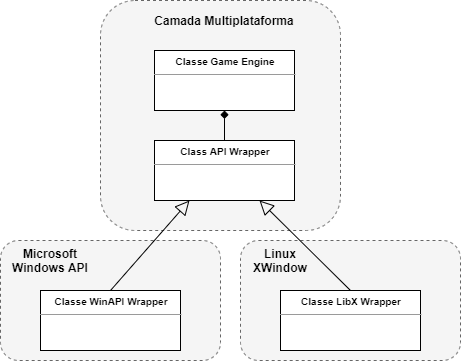 Camada Multiplataforma
Classe Game Engine
Class API Wrapper
Microsoft
Windows API
Linux
XWindow
Classe WinAPI Wrapper
Classe LibX Wrapper